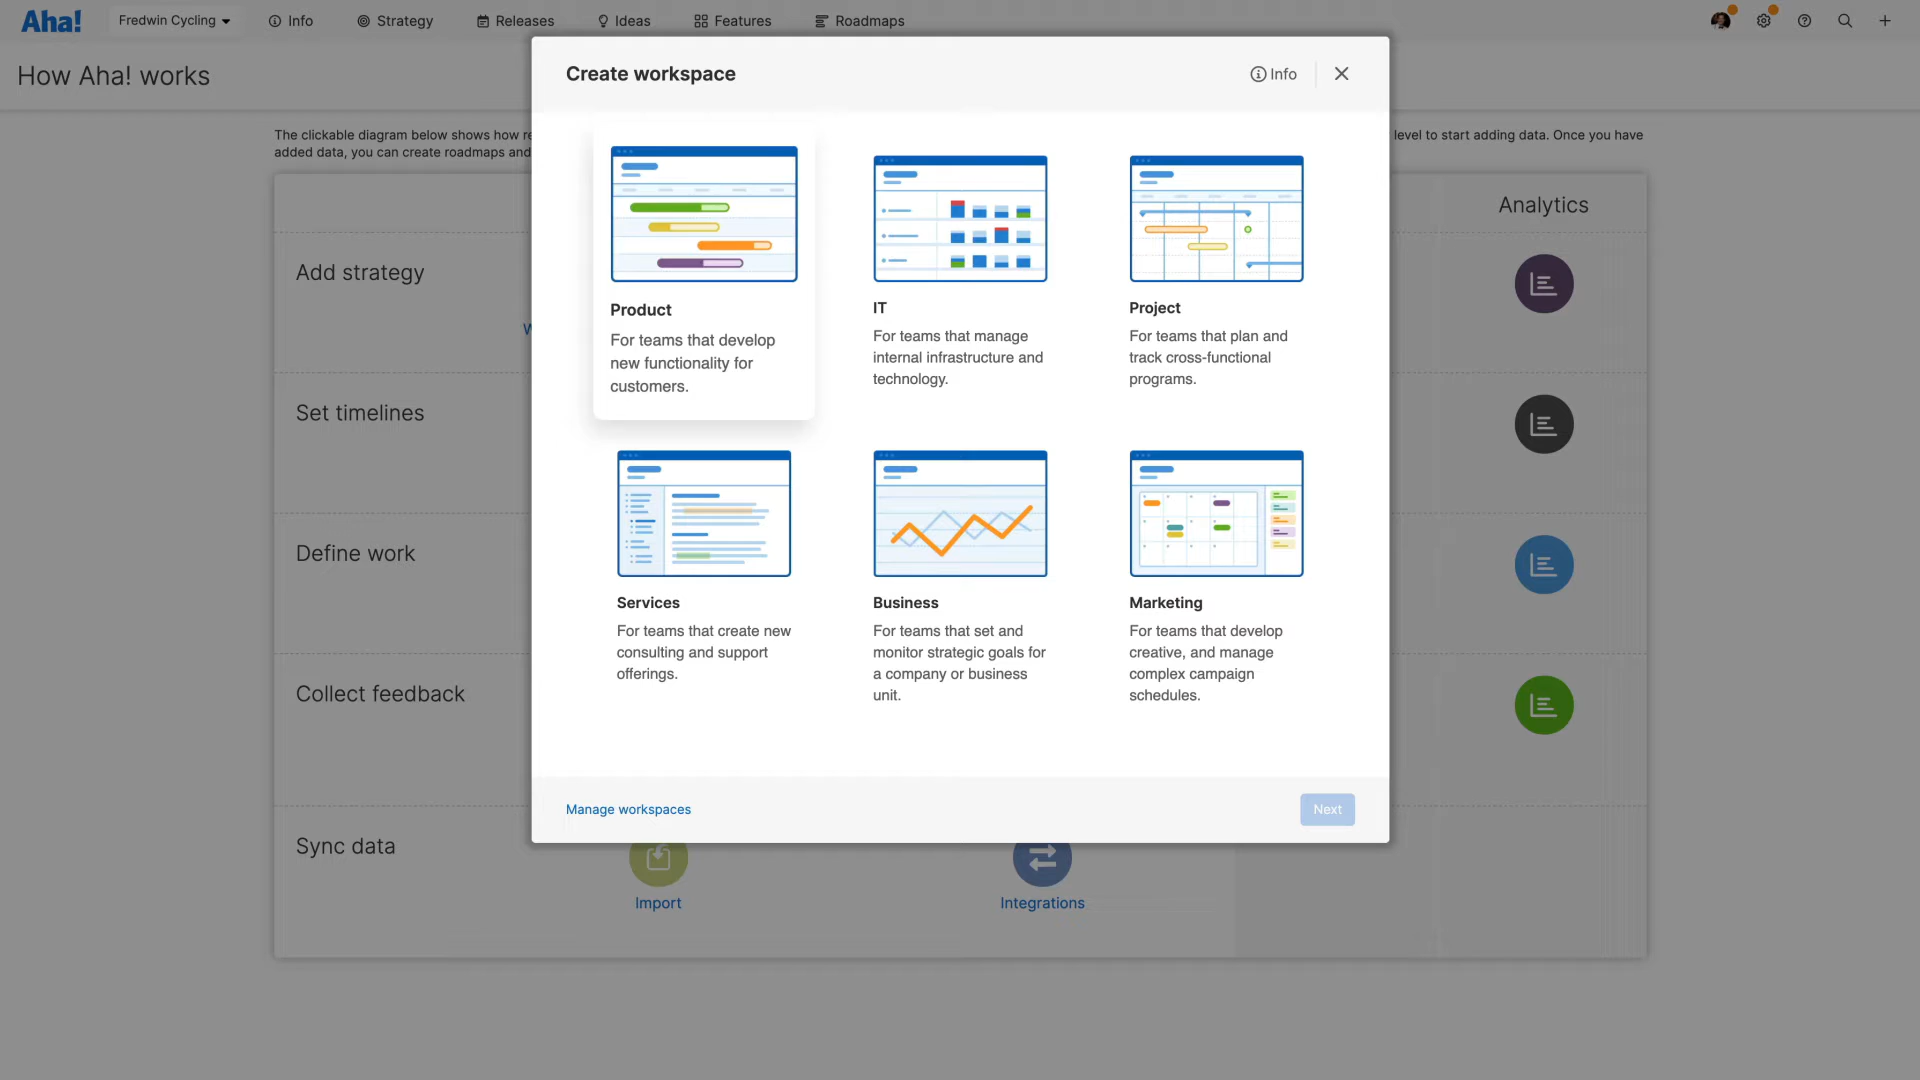 Aha!
Fredwin Cycling
Info
Strategy
Releases
Ideas
Features
Roadmaps
How Aha! works
Create workspace
Info
The clickable diagram below shows how
level to start adding data. Once you have
added data, you can create roadmaps and
Analytics
Add strategy
Set timelines
Define work
Collect feedback
Sync data
Product
For teams that develop
new functionality for
customers.
IT
For teams that manage
internal infrastructure and
technology.
Project
For teams that plan and
track cross-functional
programs.
Services
For teams that create new
consulting and support
offerings.
Business
For teams that set and
monitor strategic goals for
a company or business
unit.
Marketing
For teams that develop
creative, and manage
complex campaign
schedules.
Manage workspaces
Next
Import
Integrations